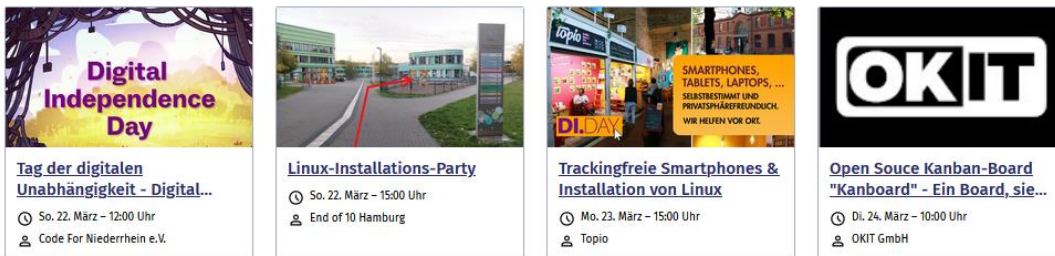 Digital
Independence
Day
Tag der digitalen
Unabhängigkeit - Digital...
So. 22. März – 12:00 Uhr
Code For Niederrhein e.V.
Linux-Installations-Party
So. 22. März – 15:00 Uhr
End of 10 Hamburg
topio
SMARTPHONES,
TABLETS, LAPTOPS, ...
SELBSTBESTIMMT UND
PRIVATSPHÄREFREUNDLICH.
WIR HELFEN VOR ORT.
DI.DAY
Trackingfreie Smartphones &
Installation von Linux
Mo. 23. März – 15:00 Uhr
Topio
OKIT
Open Souce Kanban-Board
"Kanboard" - Ein Board, sie...
Di. 24. März – 10:00 Uhr
OKIT GmbH